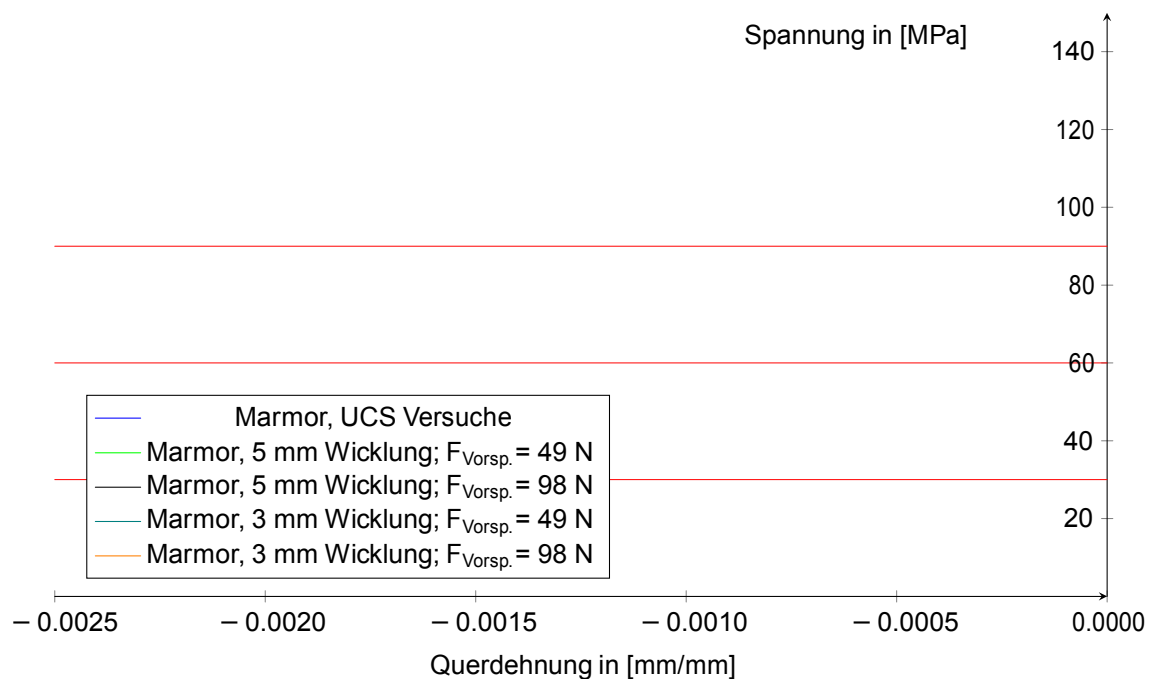 Spannung in [MPa]
140
120
100
80
60
40
20
Marmor, UCS Versuche
Marmor, 5 mm Wicklung; FVorsp. = 49 N
Marmor, 5 mm Wicklung; FVorsp. = 98 N
Marmor, 3 mm Wicklung; FVorsp. = 49 N
Marmor, 3 mm Wicklung; FVorsp. = 98 N
−0.0025 −0.0020 −0.0015 −0.0010 −0.0005 0.0000
Querdehnung in [mm/mm]